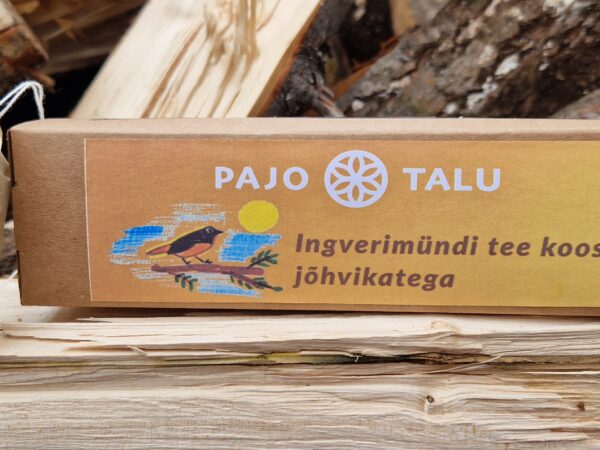 PAJO TALU
Ingverimündi tee koos
jõhvikatega